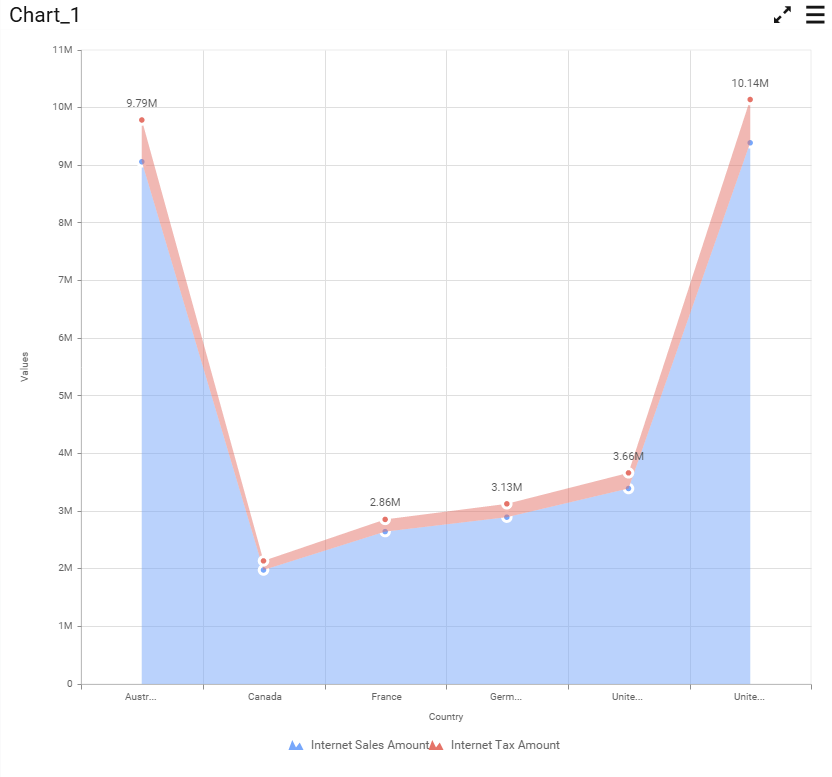 Chart_1
11M
10.14M
10M
9.79M
9M
8M
7M
6M
Values
5M
4M
3.66M
3.13M
3M
2.86M
2M
1M
0
Austr... Canada France Germ... Unite... Unite...
Country
Internet Sales Amount Internet Tax Amount